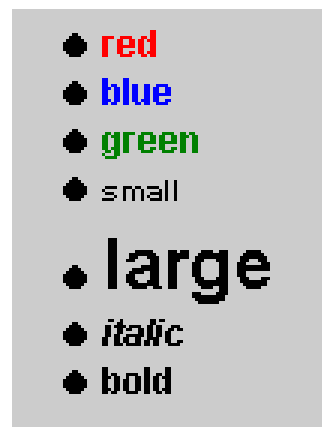 ● red
● blue
● green
● small
● large
● italic
● bold